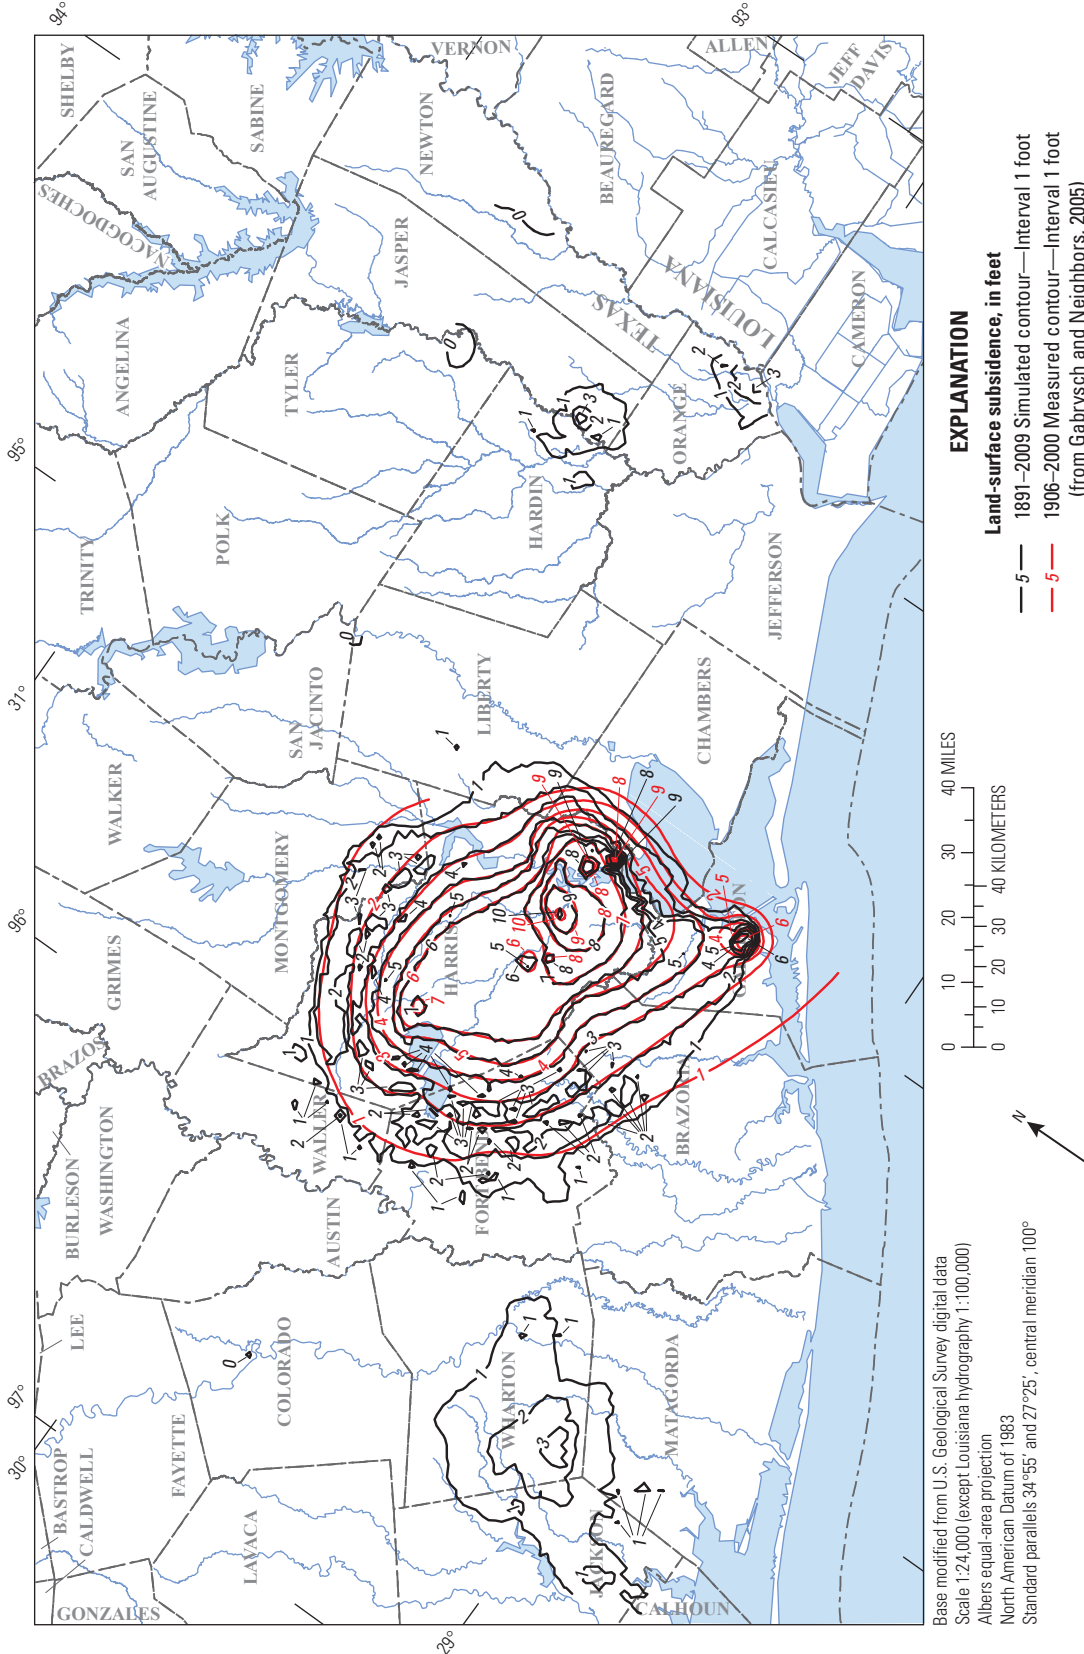 94°
93°
95°
31°
96°
97°
30°
29°
SHELBY
SAN
AUGUSTINE
SABINE
NACOGDOCHES
VERNON
ALLEN
JEFF
DAVIS
NEWTON
BEAUREGARD
JASPER
CALCASIEU
ANGELINA
TYLER
TEXAS
LOUISIANA
CAMERON
ORANGE
TRINITY
POLK
HARDIN
JEFFERSON
WALKER
SAN
JACINTO
LIBERTY
CHAMBERS
GRIMES
MONTGOMERY
HARRIS
BRAZOS
BURLESON
WASHINGTON
WALLER
AUSTIN
FORT BEND
BRAZORIA
LEE
COLORADO
WHARTON
MATAGORDA
BASTROP
CALDWELL
FAYETTE
LAVACA
JACKSON
GONZALES
CALHOUN
EXPLANATION
Land-surface subsidence, in feet
5 1891–2009 Simulated contour—Interval 1 foot
5 1906–2000 Measured contour—Interval 1 foot
(from Gabrysch and Neighbors, 2005)
0 10 20 30 40 MILES
0 10 20 30 40 KILOMETERS
N
Base modified from U.S. Geological Survey digital data
Scale 1:24,000 (except Louisiana hydrography 1:100,000)
Albers equal-area projection
North American Datum of 1983
Standard parallels 34°55′ and 27°25′, central meridian 100°